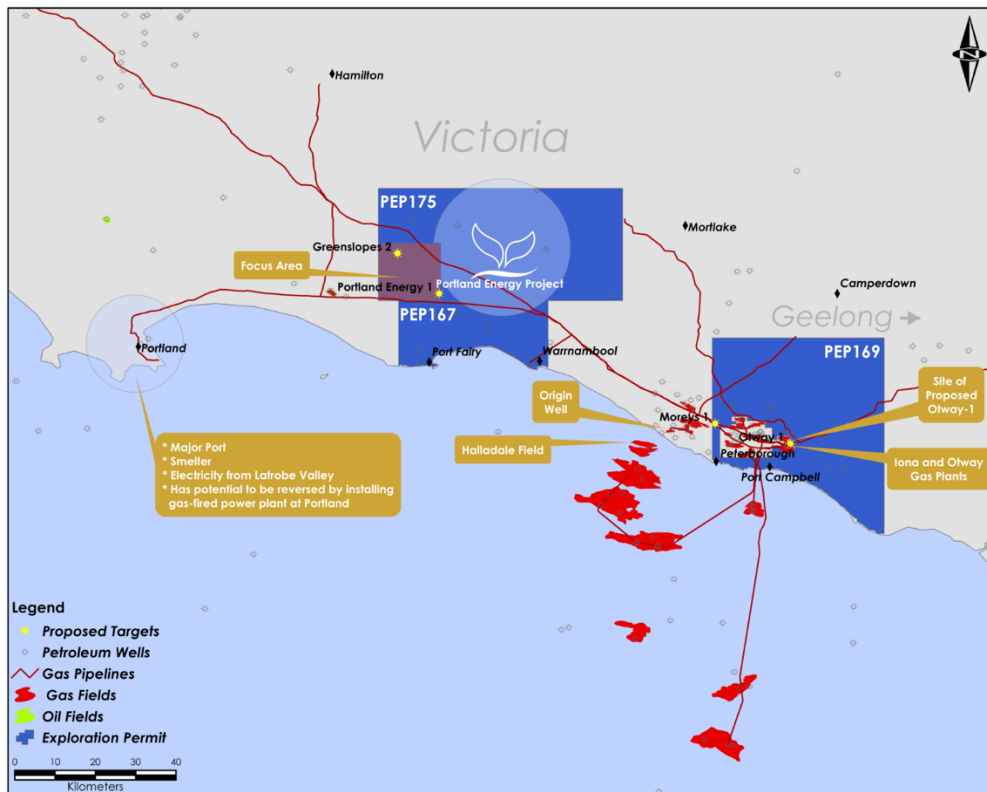 N
Hamilton
Victoria
PEP175
Mortlake
Greenslopes 2
Focus Area
Portland Energy 1
Portland Energy Project
Camperdown
PEP167
Geelong
Portland
Port Fairy
Warrnambool
PEP169
Origin
Well
Moreys 1
Site of
Proposed
Otway-1
Halladale Field
Otway 1
Peterborough
Port Campbell
Iona and Otway
Gas Plants
* Major Port
* Smelter
* Electricity from Latrobe Valley
* Has potential to be reversed by installing
gas-fired power plant at Portland
Legend
Proposed Targets
Petroleum Wells
Gas Pipelines
Gas Fields
Oil Fields
Exploration Permit
0 10 20 30 40
Kilometers